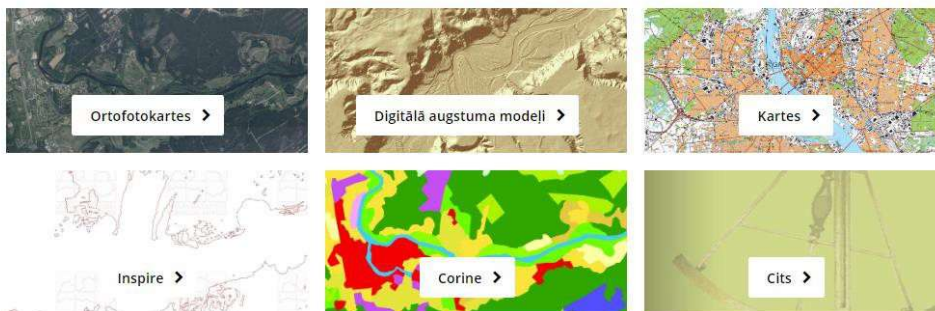 Ortofotokartes
Digitālā augstuma modeļi
Kartes
Inspire
Corine
Cits